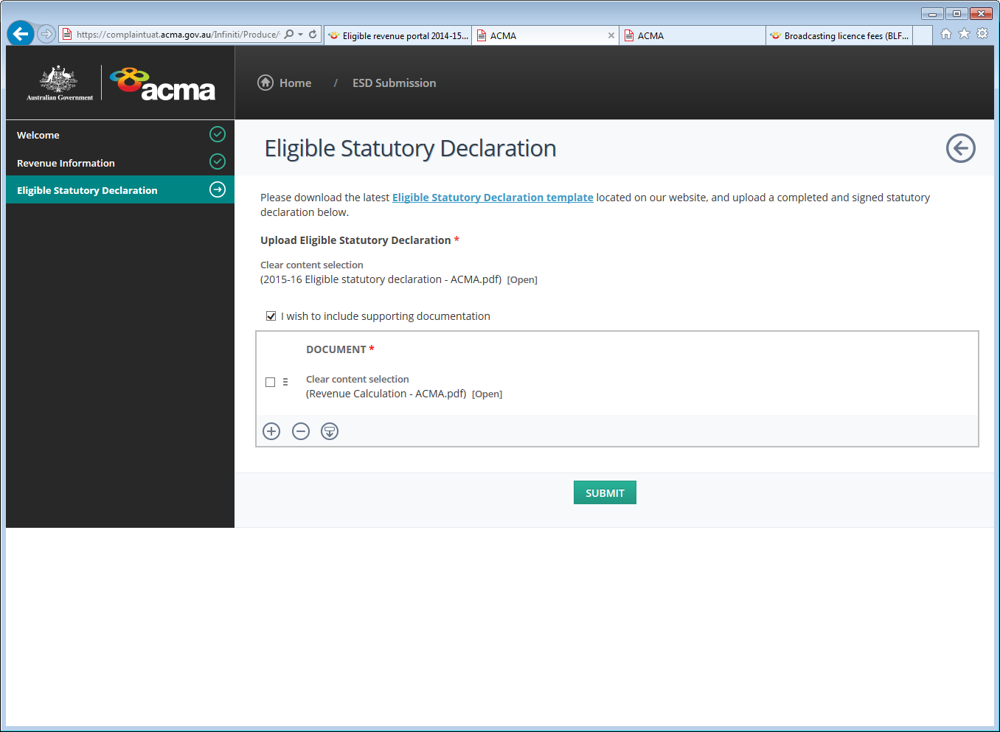 https://complaintuat.acma.gov.au/Infiniti/Produce/
Eligible revenue portal 2014-15...
ACMA
ACMA
Broadcasting licence fees (BLF...
Australian Government
acma
Home / ESD Submission
Welcome
Revenue Information
Eligible Statutory Declaration
Eligible Statutory Declaration
Please download the latest Eligible Statutory Declaration template located on our website, and upload a completed and signed statutory
declaration below.
Upload Eligible Statutory Declaration *
Clear content selection
(2015-16 Eligible statutory declaration - ACMA.pdf) [Open]
I wish to include supporting documentation
DOCUMENT *
Clear content selection
(Revenue Calculation - ACMA.pdf) [Open]
SUBMIT